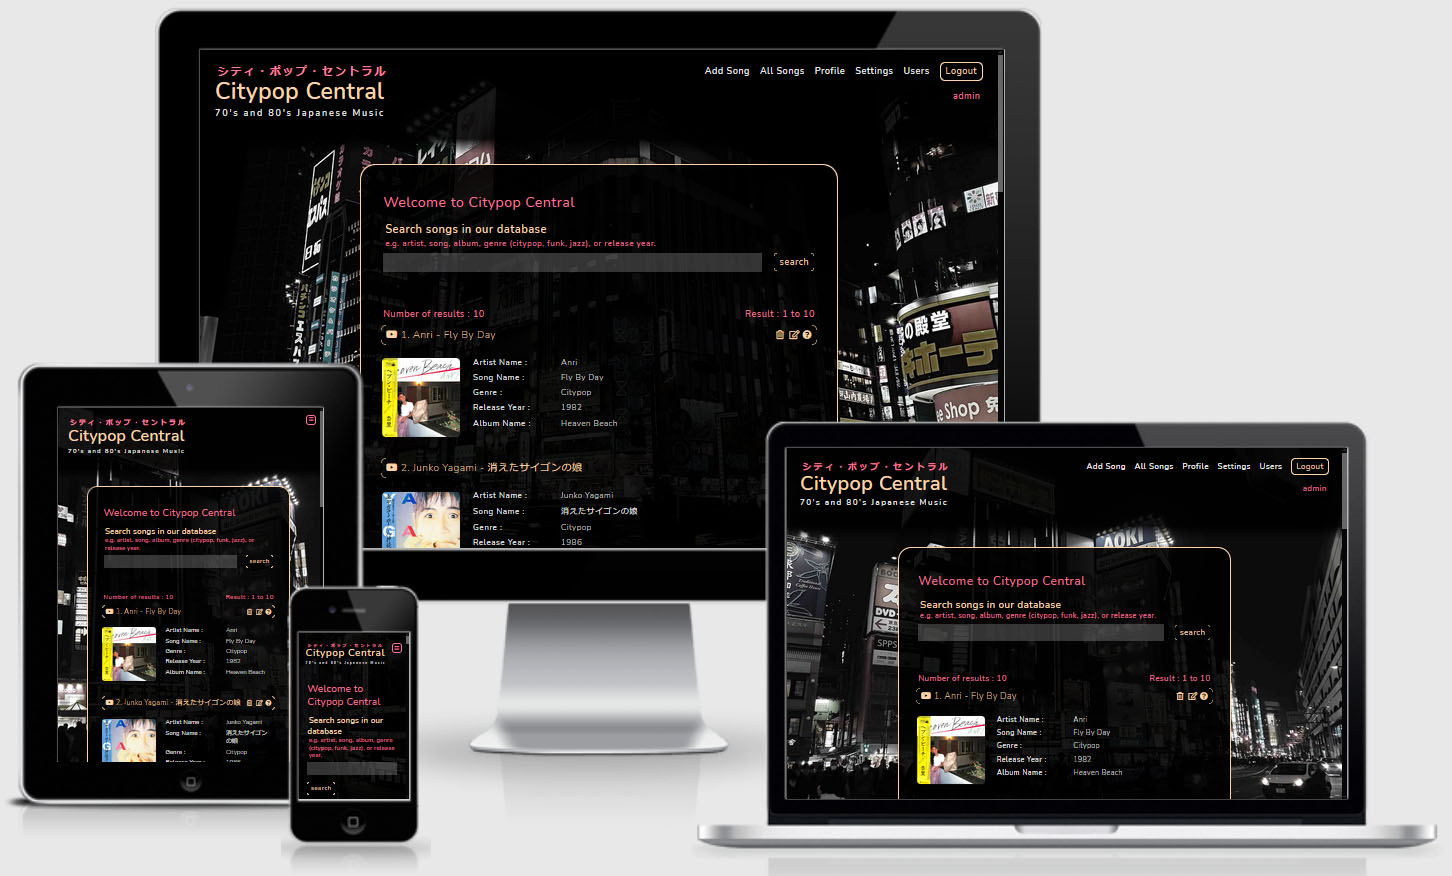 シティ・ポップ・セントラル
Citypop Central
70's and 80's Japanese Music
Add Song All Songs Profile Settings Users Logout
admin
Welcome to Citypop Central
Search songs in our database
e.g. artist, song, album, genre (citypop, funk, jazz), or release year.
search
Number of results : 10 Result : 1 to 10
1. Anri - Fly By Day
Artist Name : Anri
Song Name : Fly By Day
Genre : Citypop
Release Year : 1982
Album Name : Heaven Beach
2. Junko Yagami - 消えたサイゴンの娘
Artist Name : Junko Yagami
Song Name : 消えたサイゴンの娘
Genre : Citypop
Release Year : 1986
の殿堂
ホーテ
e Shop 免
シティ・ポップ・セントラル
Citypop Central
70's and 80's Japanese Music
Welcome to Citypop Central
Search songs in our database
e.g. artist, song, album, genre (citypop, funk, jazz), or
release year.
search
Number of results : 10 Result : 1 to 10
1. Anri - Fly By Day
Artist Name : Anri
Song Name : Fly By Day
Genre : Citypop
Release Year : 1982
Album Name : Heaven Beach
2. Junko Yagami - 消えたサイゴンの娘
Artist Name : Junko Yagami
Song Name : 消えたサイゴン
の娘
Genre : Citypop
シティ・ポップ・セントラル
Citypop Central
70's and 80's Japanese Music
Welcome to
Citypop Central
Search songs in our
database
e.g. artist, song, album, genre
(citypop, funk, jazz), or release
year.
search
シティ・ポップ・セントラル
Citypop Central
70's and 80's Japanese Music
Add Song All Songs Profile Settings Users Logout
admin
AOKI
DVD
Welcome to Citypop Central
Search songs in our database
e.g. artist, song, album, genre (citypop, funk, jazz), or release year.
search
Number of results : 10 Result : 1 to 10
1. Anri - Fly By Day
Artist Name : Anri
Song Name : Fly By Day
Genre : Citypop
Release Year : 1982
Album Name : Heaven Beach